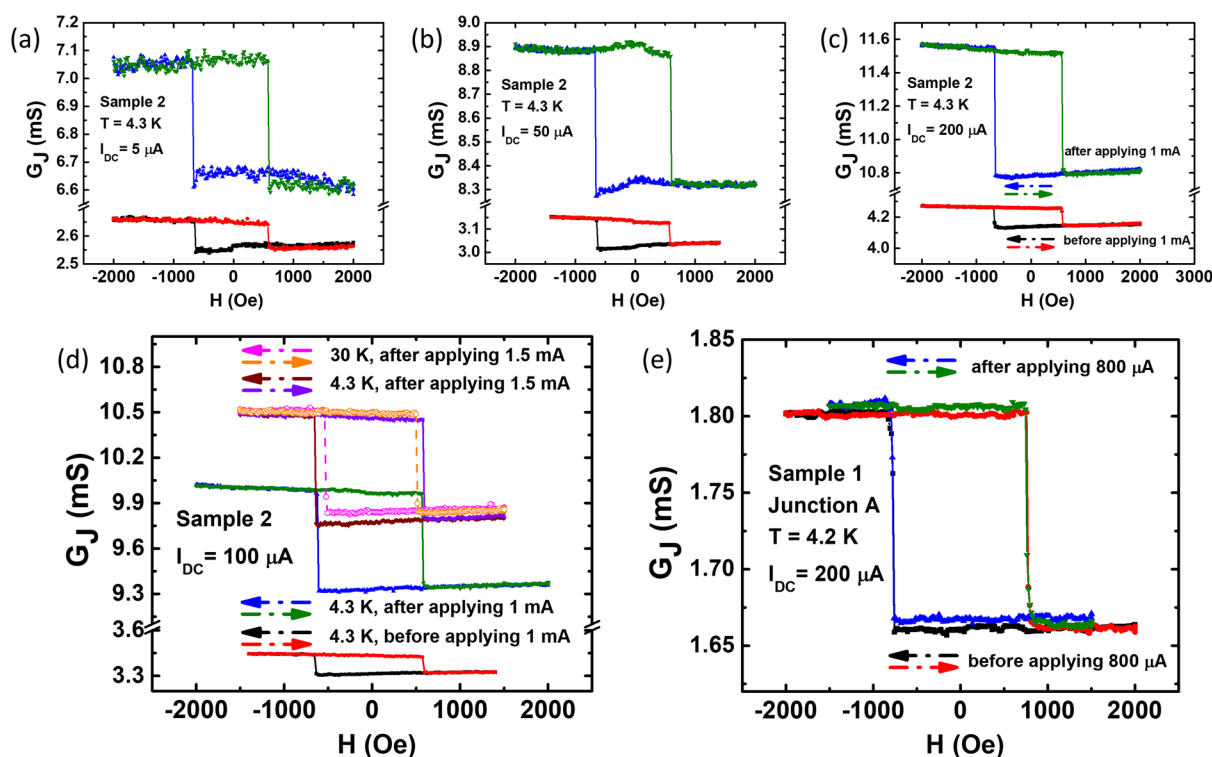 (a)
7.2
7.1
7.0
6.9
6.8
6.7
6.6
2.6
2.5
G_J (mS)
Sample 2
T = 4.3 K
I_DC= 5 μA
-2000 -1000 0 1000 2000
H (Oe)
(b)
9.0
8.9
8.8
8.7
8.6
8.5
8.4
8.3
3.1
3.0
G_J (mS)
Sample 2
T = 4.3 K
I_DC= 50 μA
-2000 -1000 0 1000 2000
H (Oe)
(c)
11.6
11.4
11.2
11.0
10.8
4.2
4.0
G_J (mS)
Sample 2
T = 4.3 K
I_DC= 200 μA
after applying 1 mA
before applying 1 mA
-2000 -1000 0 1000 2000 3000
H (Oe)
(d)
10.8
10.5
10.2
9.9
9.6
9.3
3.6
3.3
G_J (mS)
30 K, after applying 1.5 mA
4.3 K, after applying 1.5 mA
Sample 2
I_DC= 100 μA
4.3 K, after applying 1 mA
4.3 K, before applying 1 mA
-2000 -1000 0 1000 2000
H (Oe)
(e)
1.85
1.80
1.75
1.70
1.65
G_J (mS)
after applying 800 μA
Sample 1
Junction A
T = 4.2 K
I_DC= 200 μA
before applying 800 μA
-2000 -1000 0 1000 2000
H (Oe)